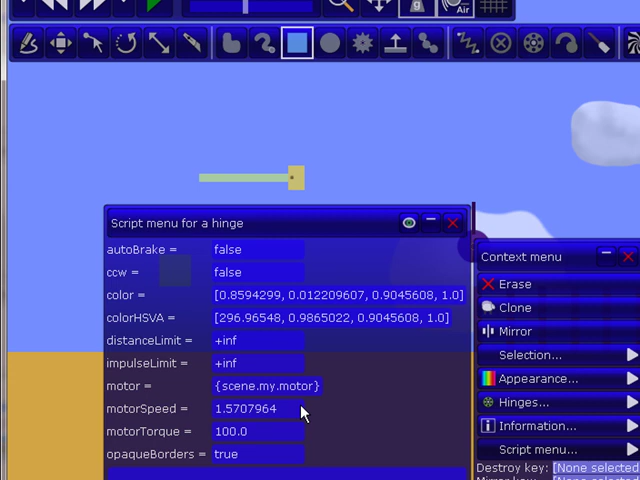 g
Air
Script menu for a hinge
autoBrake = false
ccw = false
color = [0.8594299, 0.012209607, 0.9045608, 1.0]
colorHSVA = [296.96548, 0.9865022, 0.9045608, 1.0]
distanceLimit = +inf
impulseLimit = +inf
motor = {scene.my.motor}
motorSpeed = 1.5707964
motorTorque = 100.0
opaqueBorders = true
Context menu
Erase
Clone
Mirror
Selection...
Appearance...
Hinges...
Information...
Script menu...
Destroy key: [None selected